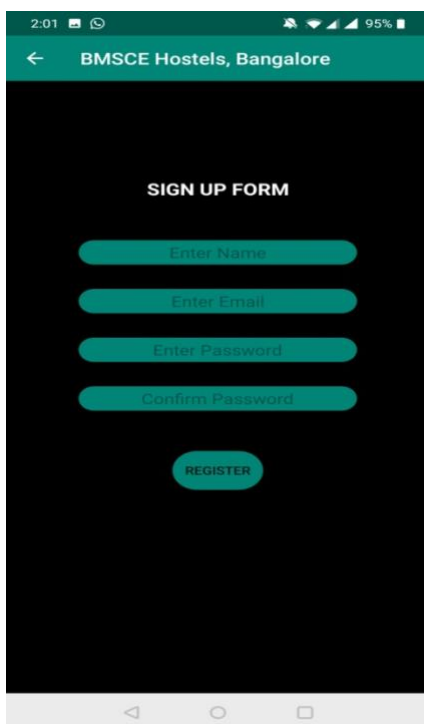 2:01 95%
BMSCE Hostels, Bangalore
SIGN UP FORM
Enter Name
Enter Email
Enter Password
Confirm Password
REGISTER